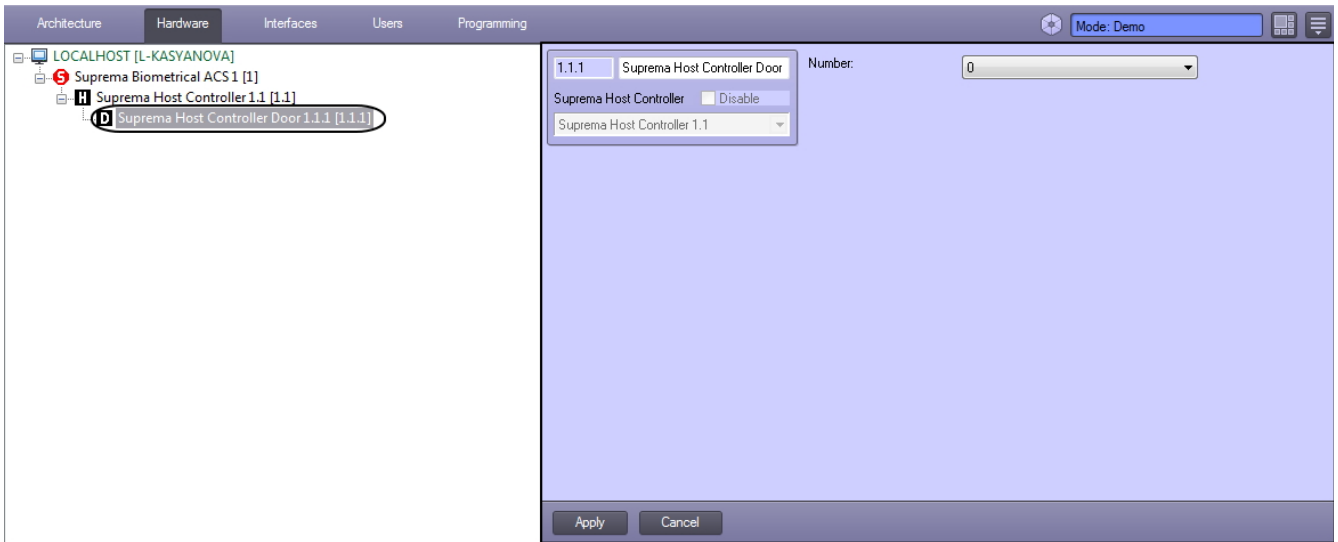 Architecture Hardware Interfaces Users Programming Mode: Demo
LOCALHOST [L-KASYANOVA]
S Suprema Biometrical ACS 1 [1]
H Suprema Host Controller 1.1 [1.1]
D Suprema Host Controller Door 1.1.1 [1.1.1]
1.1.1 Suprema Host Controller Door
Suprema Host Controller Disable
Suprema Host Controller 1.1
Number: 0
Apply Cancel